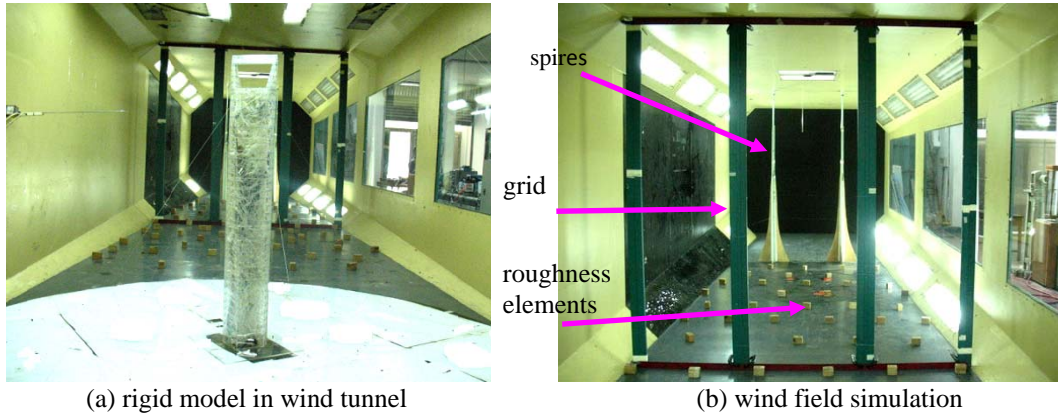 spires
grid
roughness
elements
(a) rigid model in wind tunnel
(b) wind field simulation